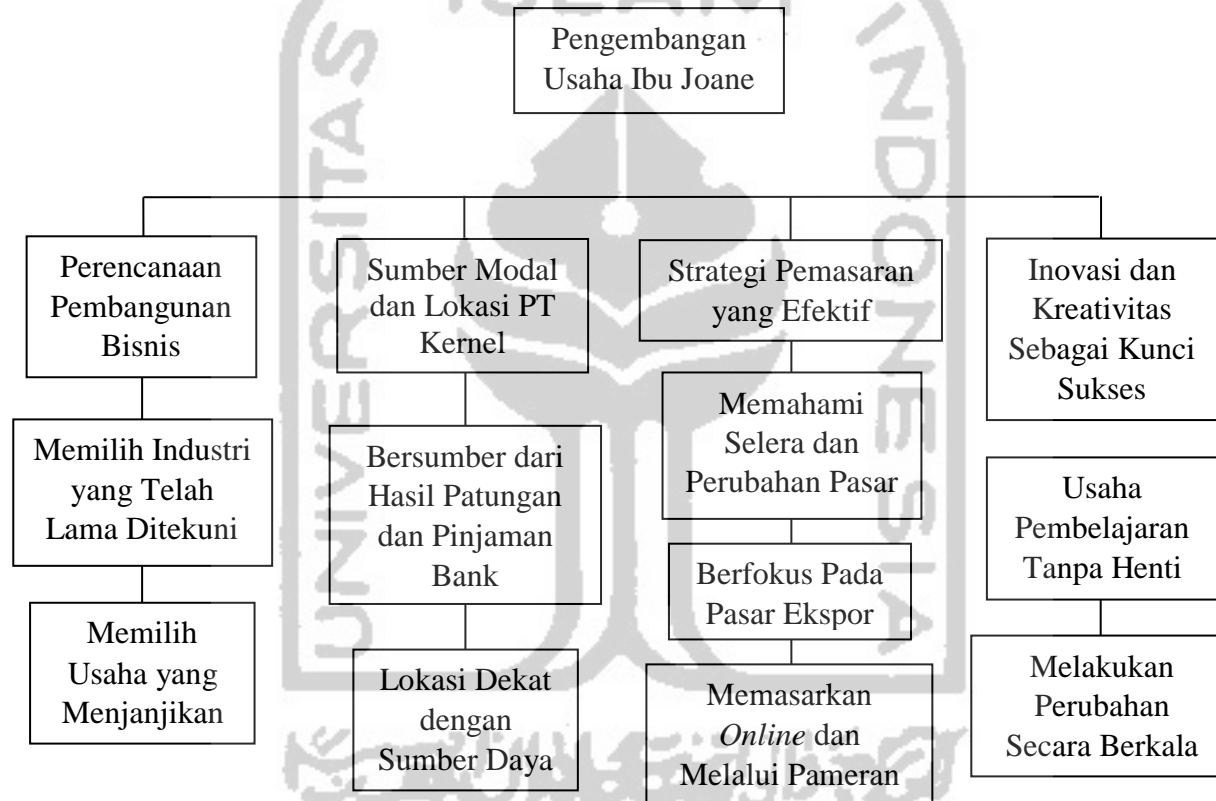 ISLAM
UNIVERSITAS
INDONESIA
Pengembangan
Usaha Ibu Joane
Perencanaan
Pembangunan
Bisnis
Memilih Industri
yang Telah
Lama Ditekuni
Memilih
Usaha yang
Menjanjikan
Sumber Modal
dan Lokasi PT
Kernel
Bersumber dari
Hasil Patungan
dan Pinjaman
Bank
Lokasi Dekat
dengan
Sumber Daya
Strategi Pemasaran
yang Efektif
Memahami
Selera dan
Perubahan Pasar
Berfokus Pada
Pasar Ekspor
Memasarkan
Online dan
Melalui Pameran
Inovasi dan
Kreativitas
Sebagai Kunci
Sukses
Usaha
Pembelajaran
Tanpa Henti
Melakukan
Perubahan
Secara Berkala